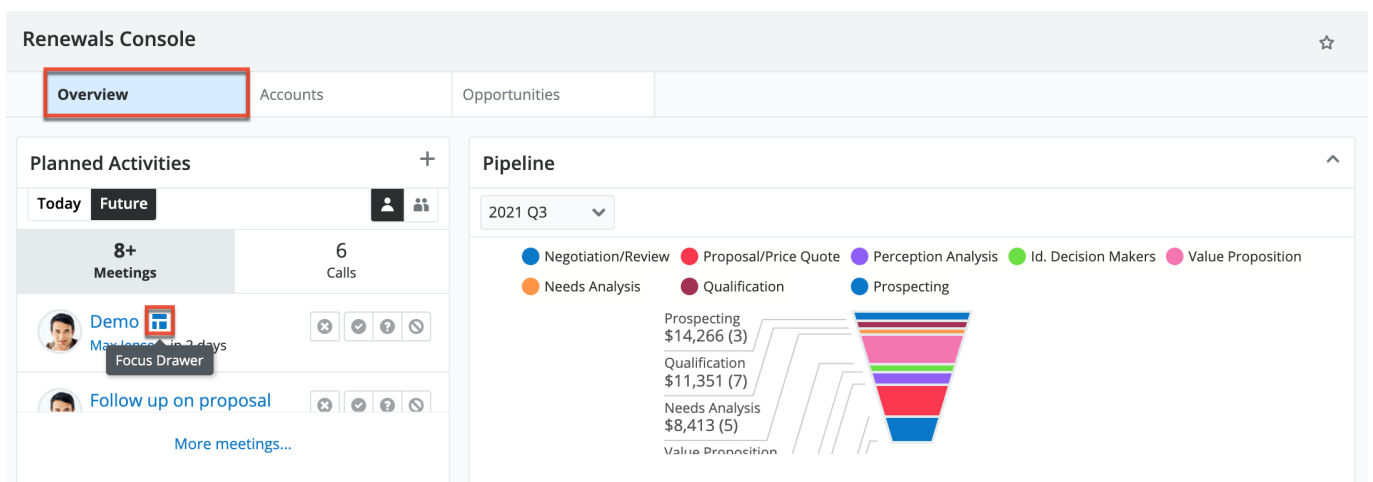 Renewals Console
Overview Accounts Opportunities
Planned Activities
Today Future
8+ 6
Meetings Calls
Demo
in 2 days
Focus Drawer
Follow up on proposal
More meetings...
Pipeline
2021 Q3
Negotiation/Review Proposal/Price Quote Perception Analysis Id. Decision Makers Value Proposition
Needs Analysis Qualification Prospecting
Prospecting
$14,266 (3)
Qualification
$11,351 (7)
Needs Analysis
$8,413 (5)
Value Proposition